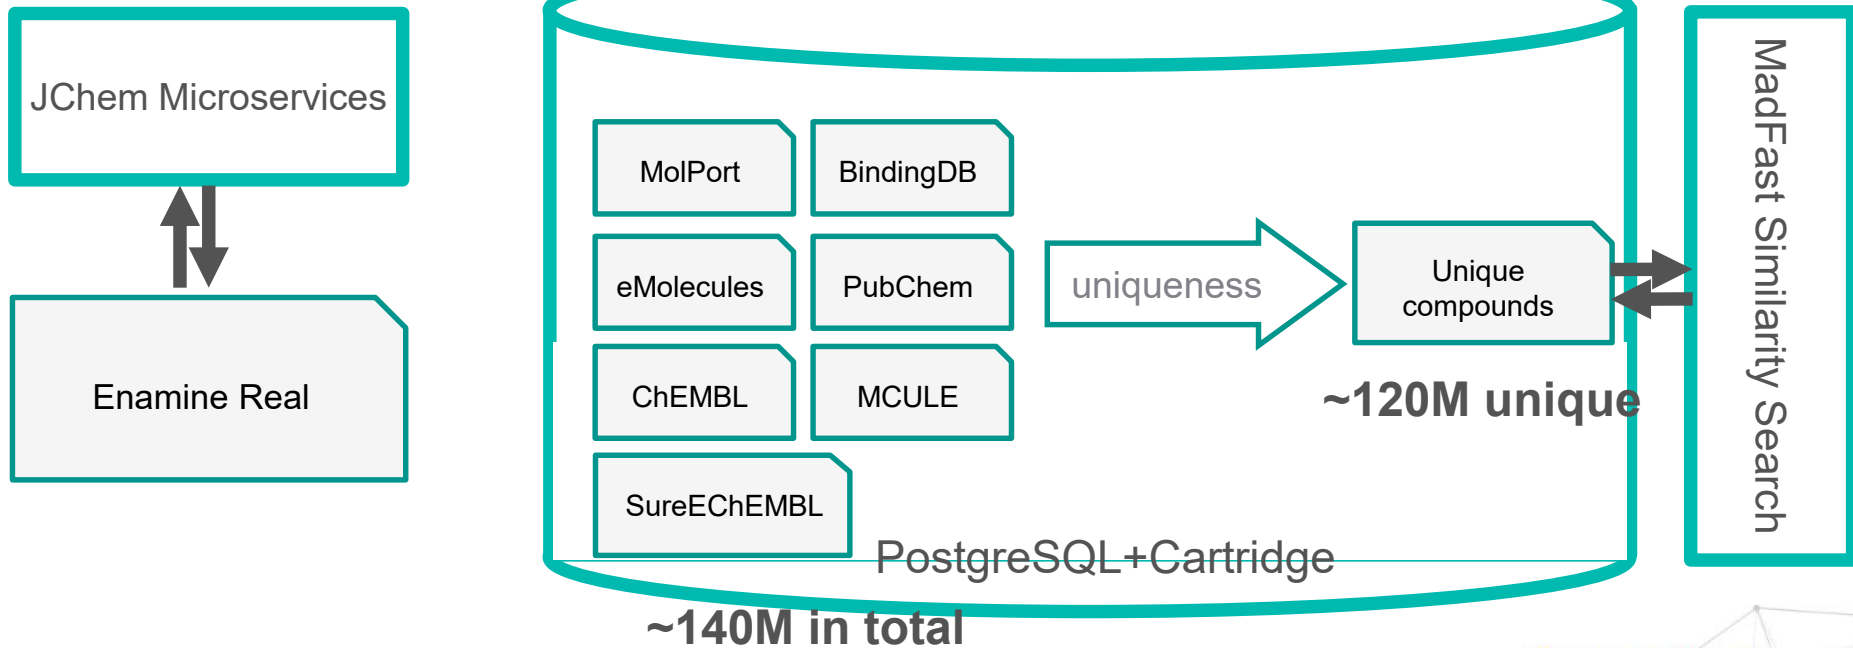 JChem Microservices
Enamine Real
MolPort
BindingDB
eMolecules
PubChem
ChEMBL
MCULE
SureEChEMBL
uniqueness
Unique
compounds
~120M unique
PostgreSQL+Cartridge
~140M in total
MadFast Similarity Search